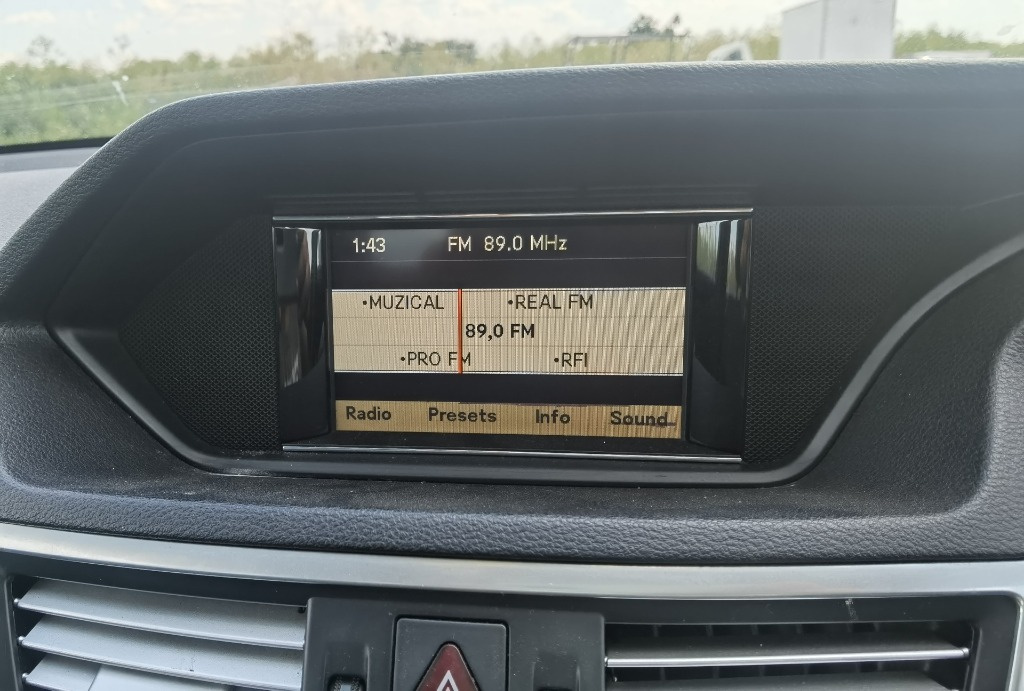 1:43 FM 89.0 MHz
•MUZICAL •REAL FM
89,0 FM
•PRO FM •RFI
Radio Presets Info Sound